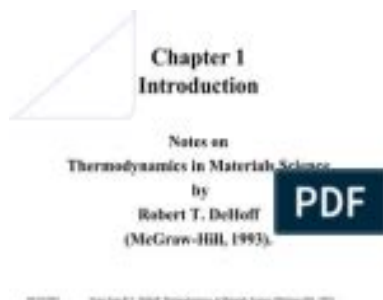 Chapter 1
Introduction
Notes on
Thermodynamics in Materials Science
by
Robert T. DeHoff
(McGraw-Hill, 1993).
PDF